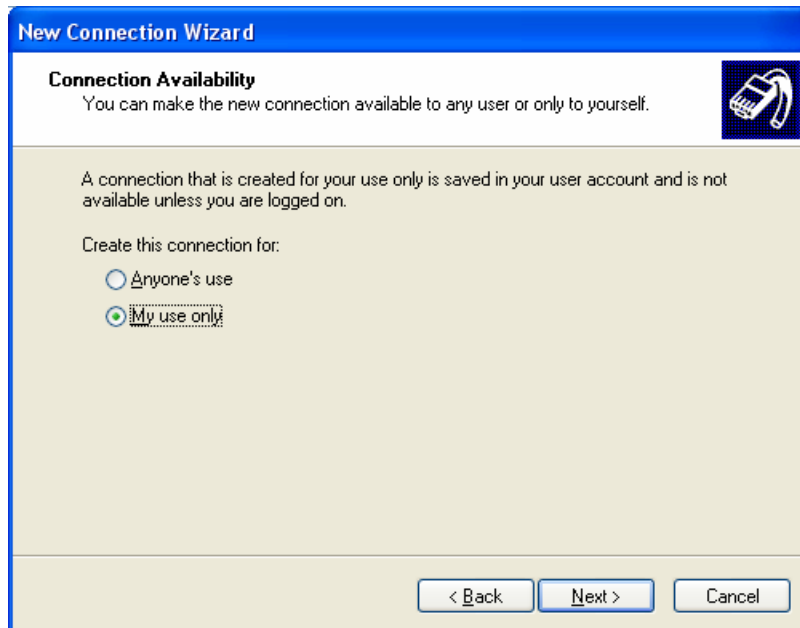 New Connection Wizard
Connection Availability
You can make the new connection available to any user or only to yourself.
A connection that is created for your use only is saved in your user account and is not
available unless you are logged on.
Create this connection for:
Anyone's use
My use only
< Back
Next >
Cancel